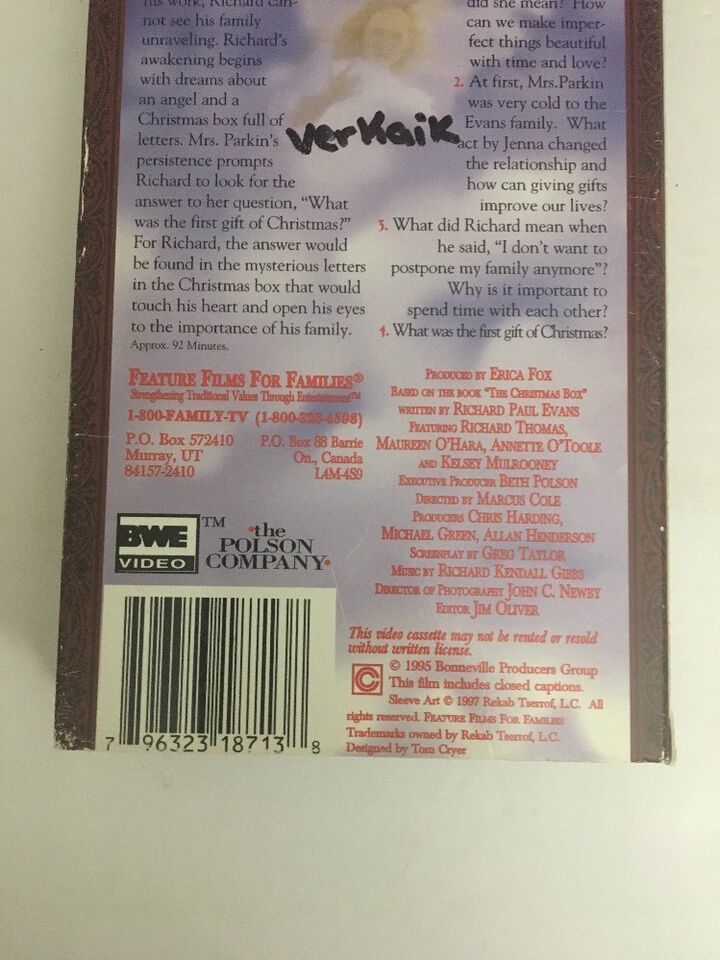 his work, Richard can-
not see his family
unraveling. Richard's
awakening begins
with dreams about
an angel and a
Christmas box full of
letters. Mrs. Parkin's
persistence prompts
Richard to look for the
answer to her question, "What
was the first gift of Christmas?"
For Richard, the answer would
be found in the mysterious letters
in the Christmas box that would
touch his heart and open his eyes
to the importance of his family.
Approx. 92 Minutes.
verkaik
did she mean? How
can we make imper-
fect things beautiful
with time and love?
2. At first, Mrs.Parkin
was very cold to the
Evans family. What
act by Jenna changed
the relationship and
how can giving gifts
improve our lives?
3. What did Richard mean when
he said, "I don't want to
postpone my family anymore"?
Why is it important to
spend time with each other?
4. What was the first gift of Christmas?
FEATURE FILMS FOR FAMILIES®
Strengthening Traditional Values Through Entertainment™
1-800-FAMILY-TV (1-800-326-4598)
P.O. Box 572410
Murray, UT
84157-2410
P.O. Box 88 Barrie
On., Canada
L4M-4S9
BWE TM
VIDEO
•the
POLSON
COMPANY•
PRODUCED BY ERICA FOX
BASED ON THE BOOK "THE CHRISTMAS BOX"
WRITTEN BY RICHARD PAUL EVANS
FEATURING RICHARD THOMAS,
MAUREEN O'HARA, ANNETTE O'TOOLE
AND KELSEY MULROONEY
EXECUTIVE PRODUCER BETH POLSON
DIRECTED BY MARCUS COLE
PRODUCERS CHRIS HARDING,
MICHAEL GREEN, ALLAN HENDERSON
SCREENPLAY BY GREG TAYLOR
MUSIC BY RICHARD KENDALL GIBBS
DIRECTOR OF PHOTOGRAPHY JOHN C. NEWBY
EDITOR JIM OLIVER
This video cassette may not be rented or resold
without written license.
C © 1995 Bonneville Producers Group
This film includes closed captions.
Sleeve Art © 1997 Rekab Tserrof, L.C. All
rights reserved. FEATURE FILMS FOR FAMILIES
Trademarks owned by Rekab Tserrof, L.C.
Designed by Tom Cryer
7 96323 18713 8